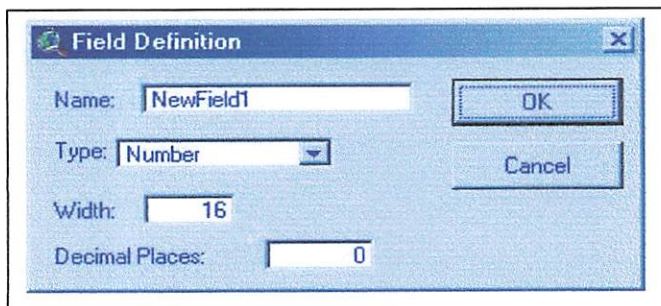 Field Definition
Name: NewField1
OK
Type: Number
Cancel
Width: 16
Decimal Places: 0